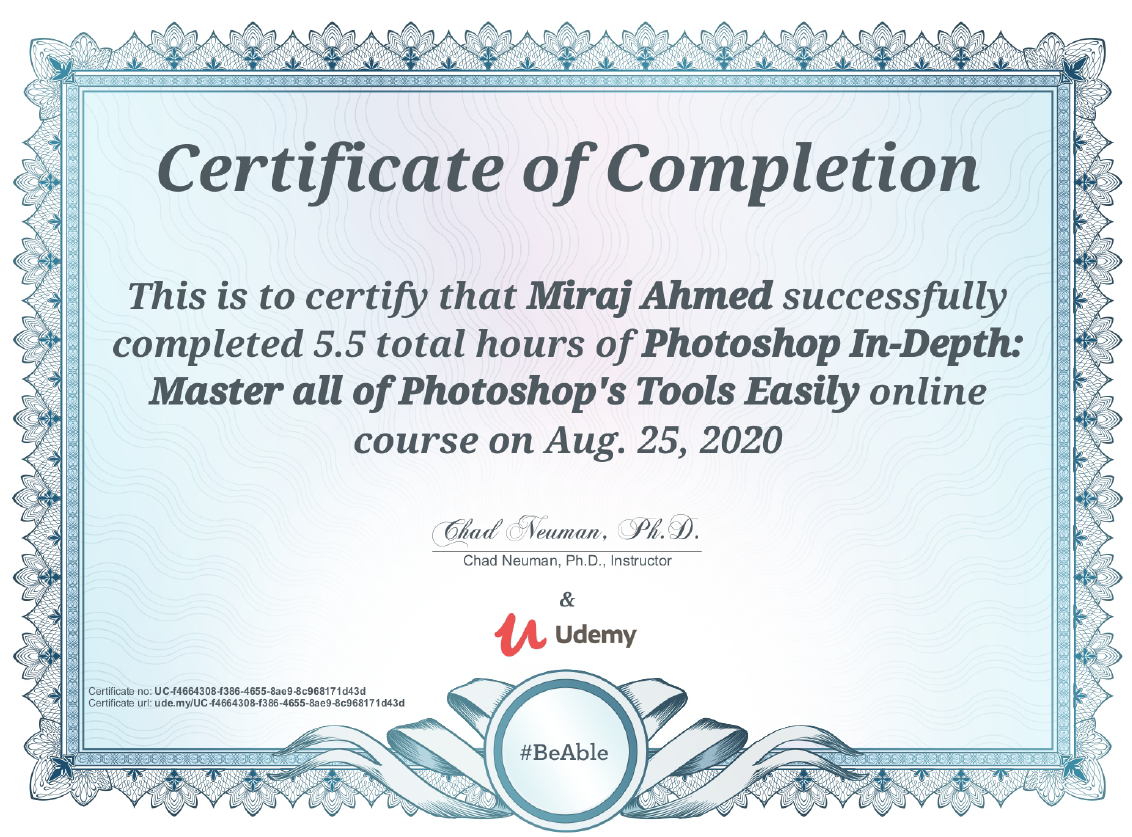 Certificate of Completion
This is to certify that Miraj Ahmed successfully
completed 5.5 total hours of Photoshop In-Depth:
Master all of Photoshop's Tools Easily online
course on Aug. 25, 2020
Chad Neuman, Ph.D.
Chad Neuman, Ph.D., Instructor
&
Udemy
Certificate no: UC-f4664308-f386-4655-8ae9-8c968171d43d
Certificate url: ude.my/UC-f4664308-f386-4655-8ae9-8c968171d43d
#BeAble